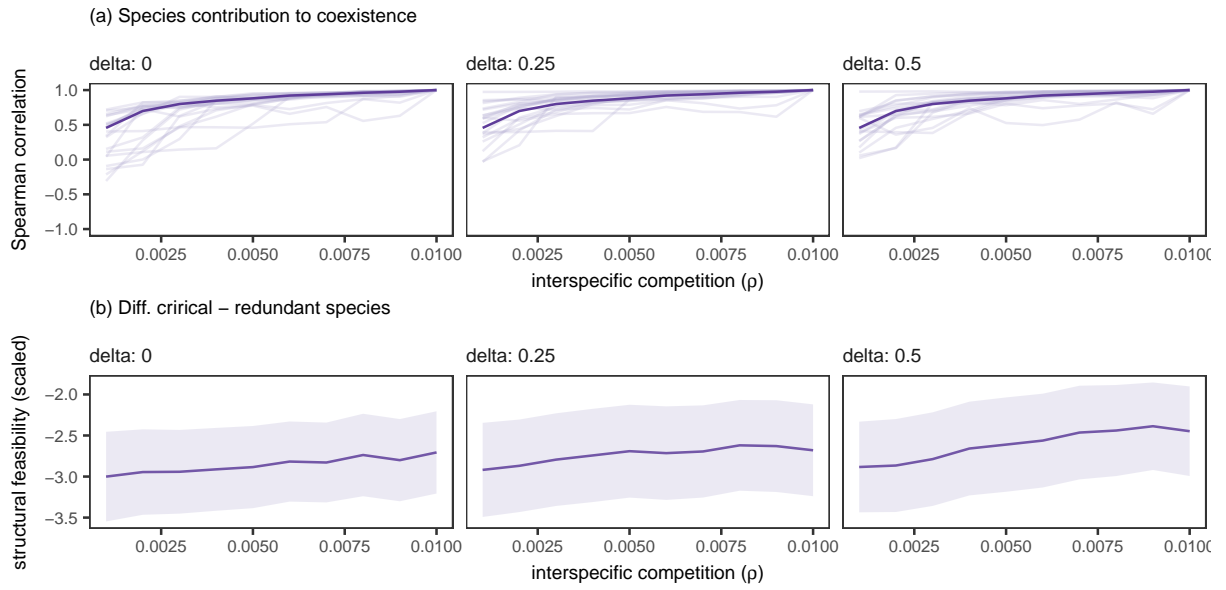 (a) Species contribution to coexistence
delta: 0
delta: 0.25
delta: 0.5
Spearman correlation
1.0
0.5
0.0
−0.5
−1.0
0.0025 0.0050 0.0075 0.0100
0.0025 0.0050 0.0075 0.0100
0.0025 0.0050 0.0075 0.0100
interspecific competition (ρ)
(b) Diff. crirical − redundant species
delta: 0
delta: 0.25
delta: 0.5
structural feasibility (scaled)
−2.0
−2.5
−3.0
−3.5
0.0025 0.0050 0.0075 0.0100
0.0025 0.0050 0.0075 0.0100
0.0025 0.0050 0.0075 0.0100
interspecific competition (ρ)